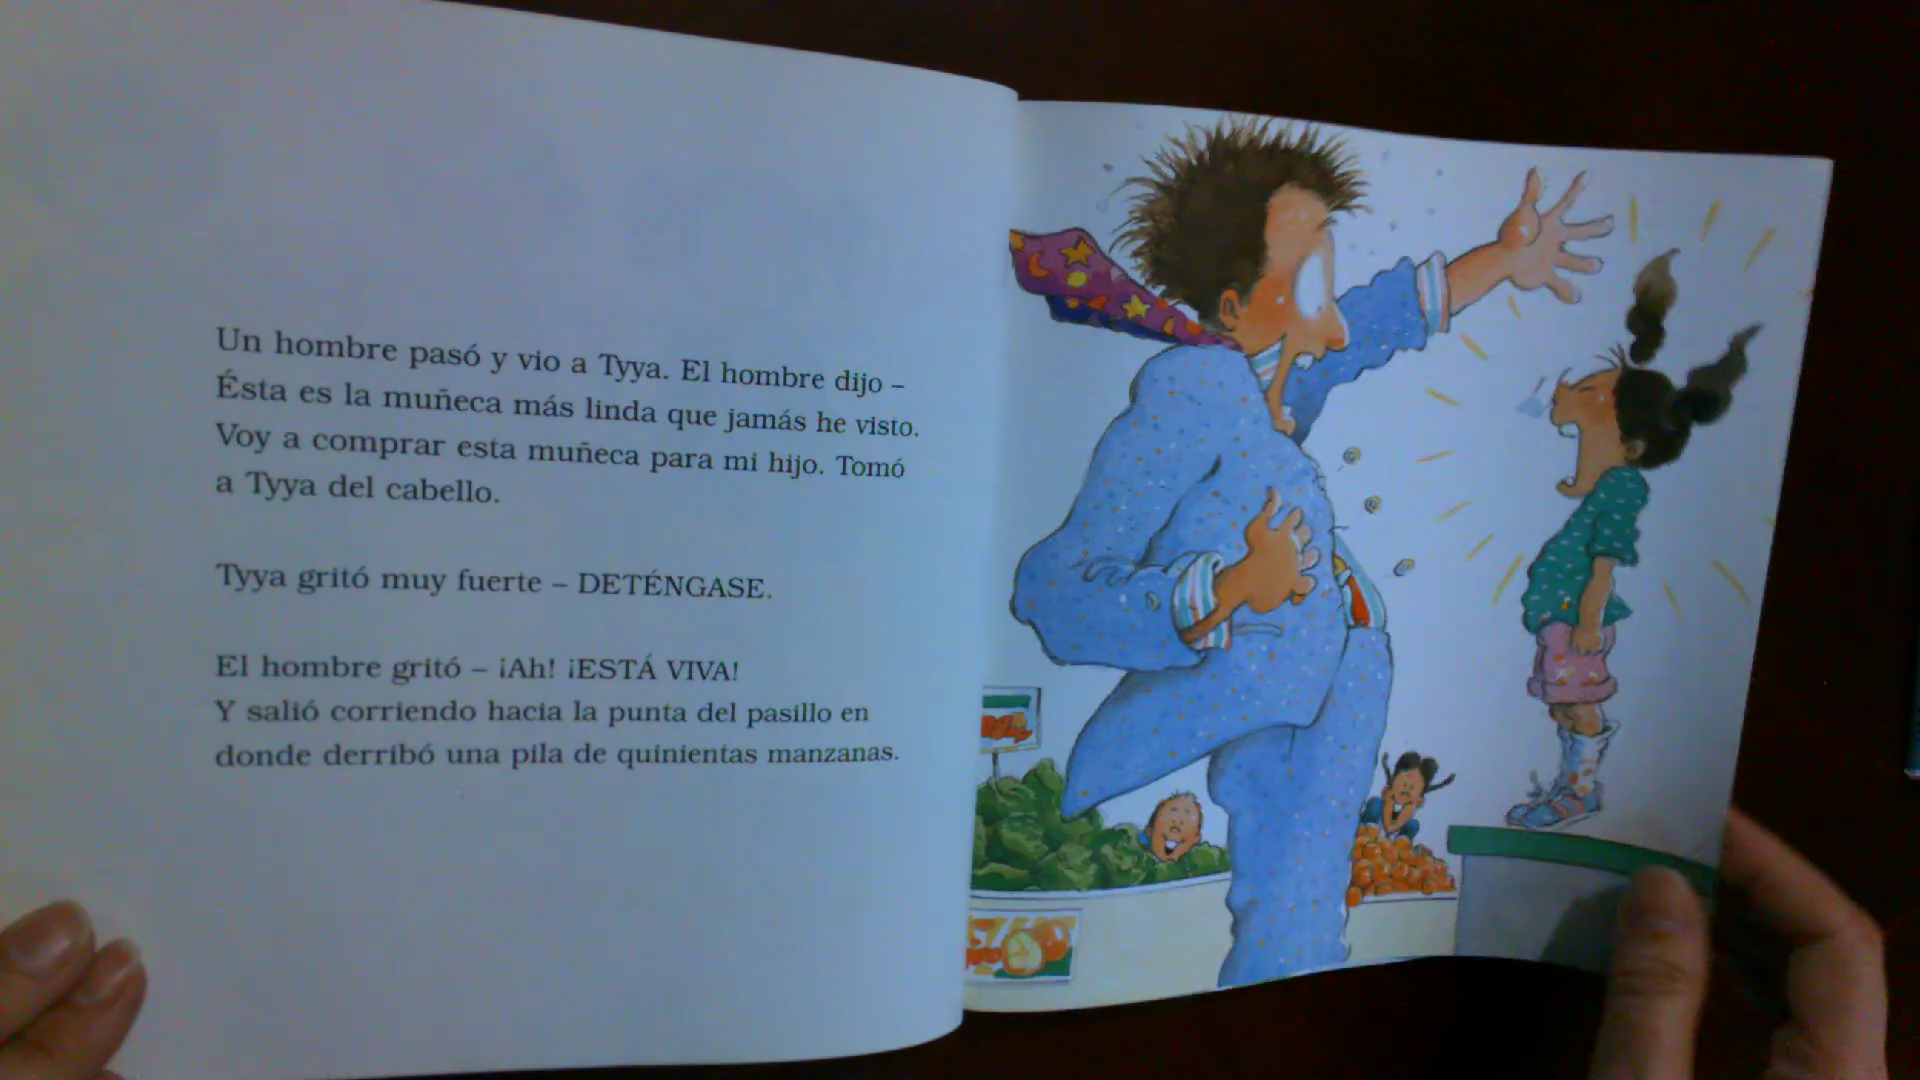 Un hombre pasó y vio a Tyya. El hombre dijo –
Ésta es la muñeca más linda que jamás he visto.
Voy a comprar esta muñeca para mi hijo. Tomó
a Tyya del cabello.
Tyya gritó muy fuerte – DETÉNGASE.
El hombre gritó – ¡Ah! ¡ESTÁ VIVA!
Y salió corriendo hacia la punta del pasillo en
donde derribó una pila de quinientas manzanas.